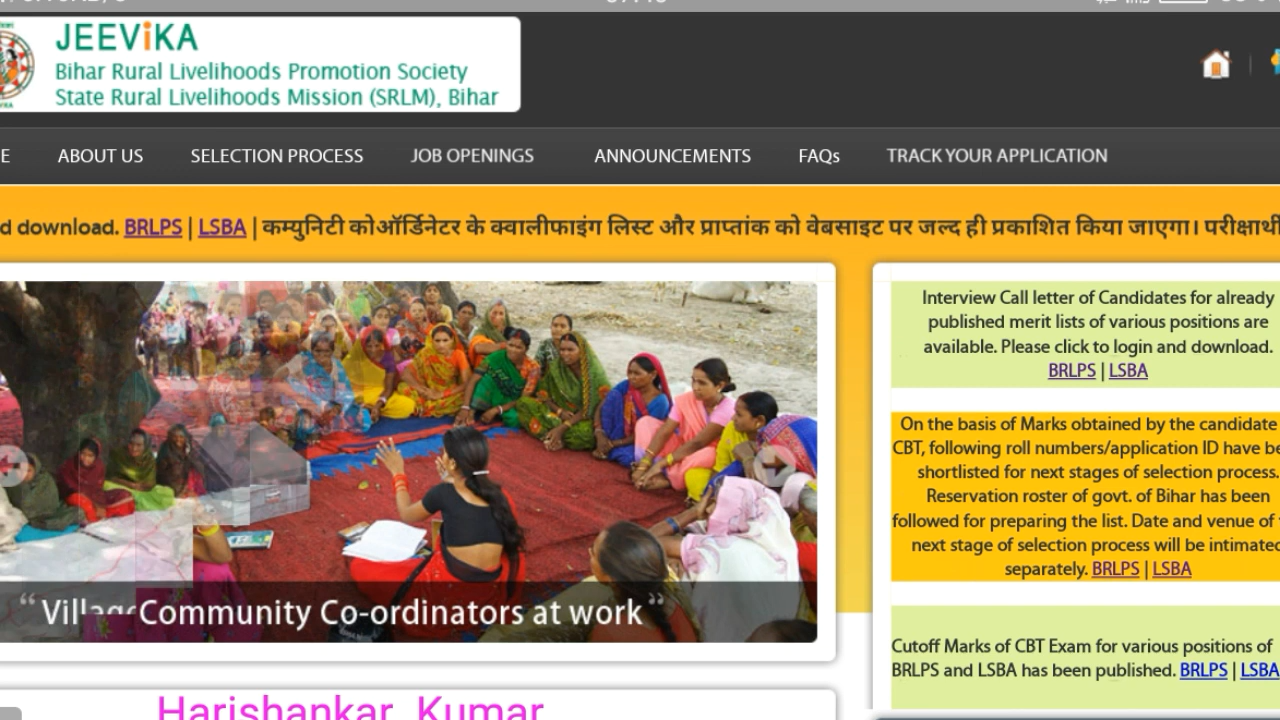 JEEViKA
Bihar Rural Livelihoods Promotion Society
State Rural Livelihoods Mission (SRLM), Bihar
E ABOUT US SELECTION PROCESS JOB OPENINGS ANNOUNCEMENTS FAQs TRACK YOUR APPLICATION
d download. BRLPS | LSBA | कम्युनिटी कोऑर्डिनेटर के क्वालीफाइंग लिस्ट और प्राप्तांक को वेबसाइट पर जल्द ही प्रकाशित किया जाएगा। परीक्षार्थी
Interview Call letter of Candidates for already
published merit lists of various positions are
available. Please click to login and download.
BRLPS | LSBA
On the basis of Marks obtained by the candidate
CBT, following roll numbers/application ID have be
shortlisted for next stages of selection process.
Reservation roster of govt. of Bihar has been
followed for preparing the list. Date and venue of
next stage of selection process will be intimated
separately. BRLPS | LSBA
Cutoff Marks of CBT Exam for various positions of
BRLPS and LSBA has been published. BRLPS | LSBA
“ Village Community Co-ordinators at work ”
Harishankar Kumar